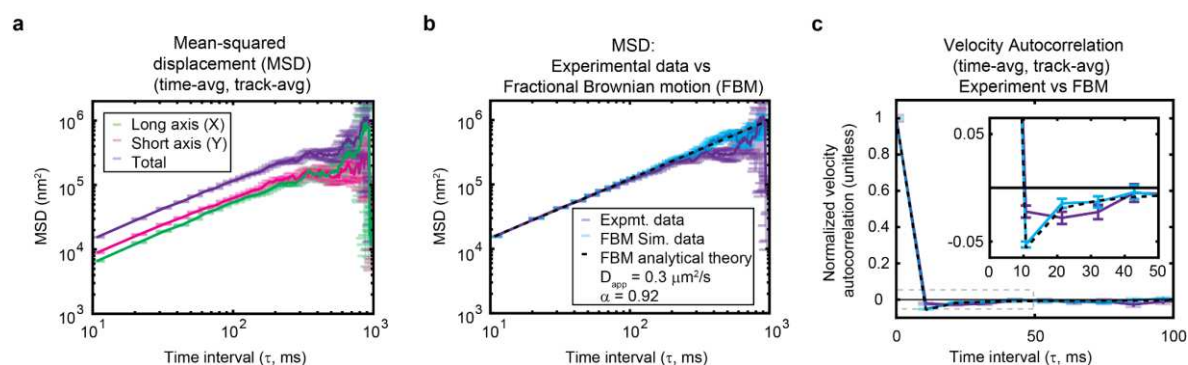 a
Mean-squared
displacement (MSD)
(time-avg, track-avg)
10⁶
10⁵
10⁴
10³
MSD (nm²)
Long axis (X)
Short axis (Y)
Total
10¹ 10² 10³
Time interval (τ, ms)
b
MSD:
Experimental data vs
Fractional Brownian motion (FBM)
10⁶
10⁵
10⁴
10³
MSD (nm²)
Expmt. data
FBM Sim. data
FBM analytical theory
D_app = 0.3 μm²/s
α = 0.92
10¹ 10² 10³
Time interval (τ, ms)
c
Velocity Autocorrelation
(time-avg, track-avg)
Experiment vs FBM
Normalized velocity
autocorrelation (unitless)
1
0.8
0.6
0.4
0.2
0
0.05
-0.05
0 10 20 30 40 50
0 50 100
Time interval (τ, ms)